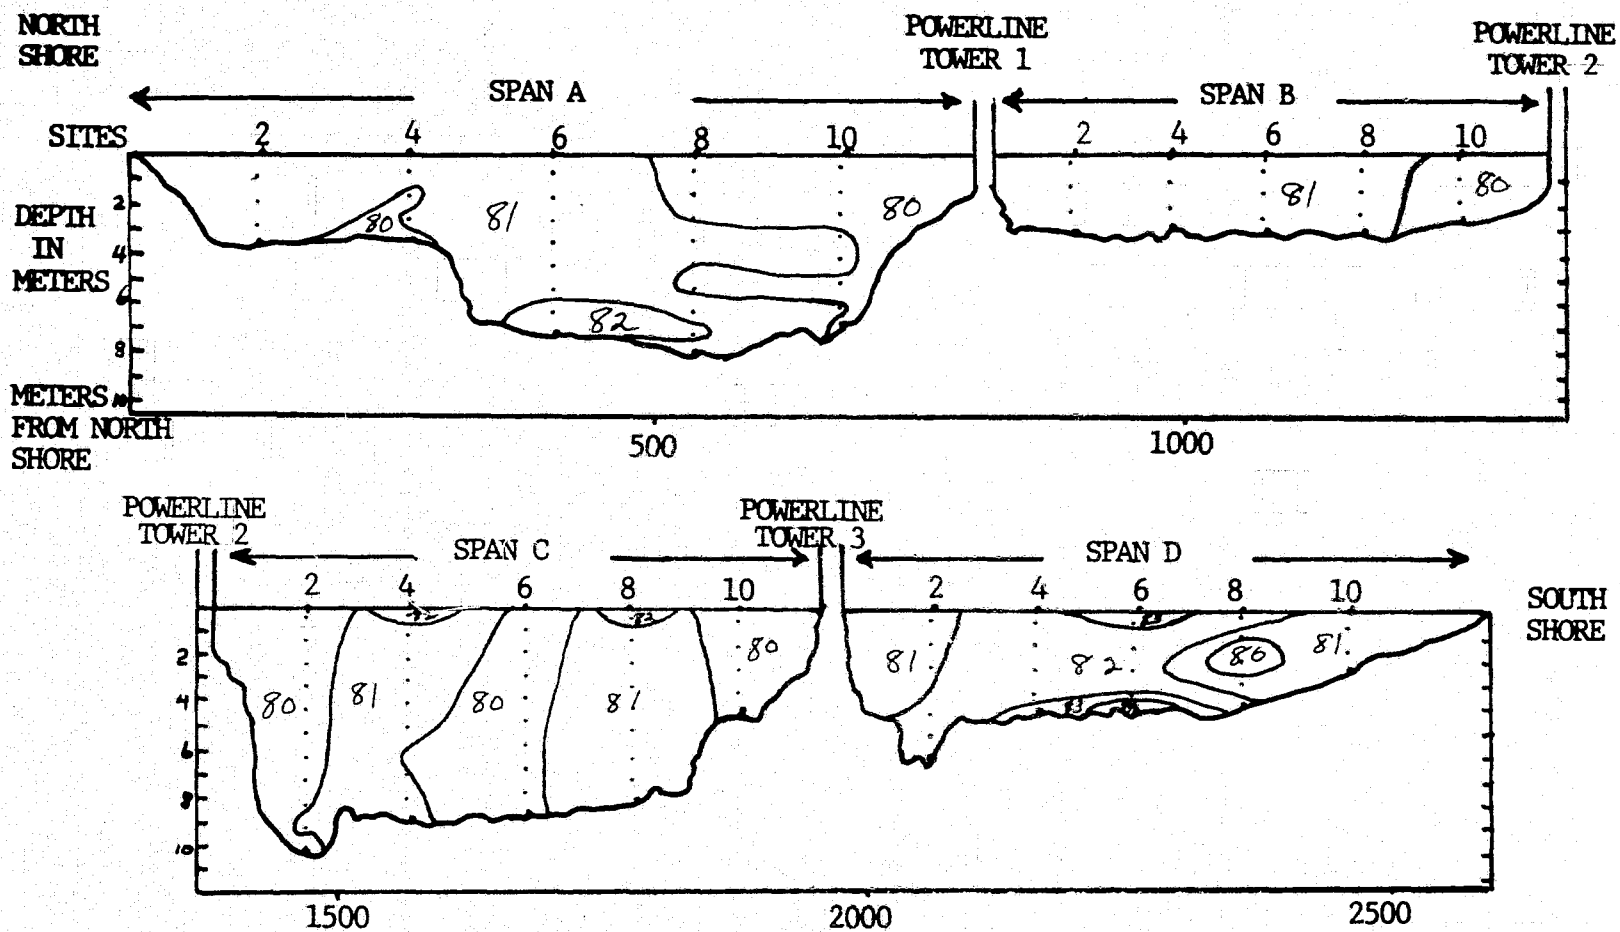 NORTH
SHORE
POWERLINE
TOWER 1
POWERLINE
TOWER 2
SPAN A
SPAN B
SITES 2 4 6 8 10 2 4 6 8 10
DEPTH
IN
METERS
2
4
6
8
10
80 81 82 80 81 80
METERS
FROM NORTH
SHORE
500 1000
POWERLINE
TOWER 2
POWERLINE
TOWER 3
SPAN C
SPAN D
2 4 6 8 10 2 4 6 8 10
SOUTH
SHORE
2
4
6
8
10
80 81 80 81 80 81 82 80 81
1500 2000 2500